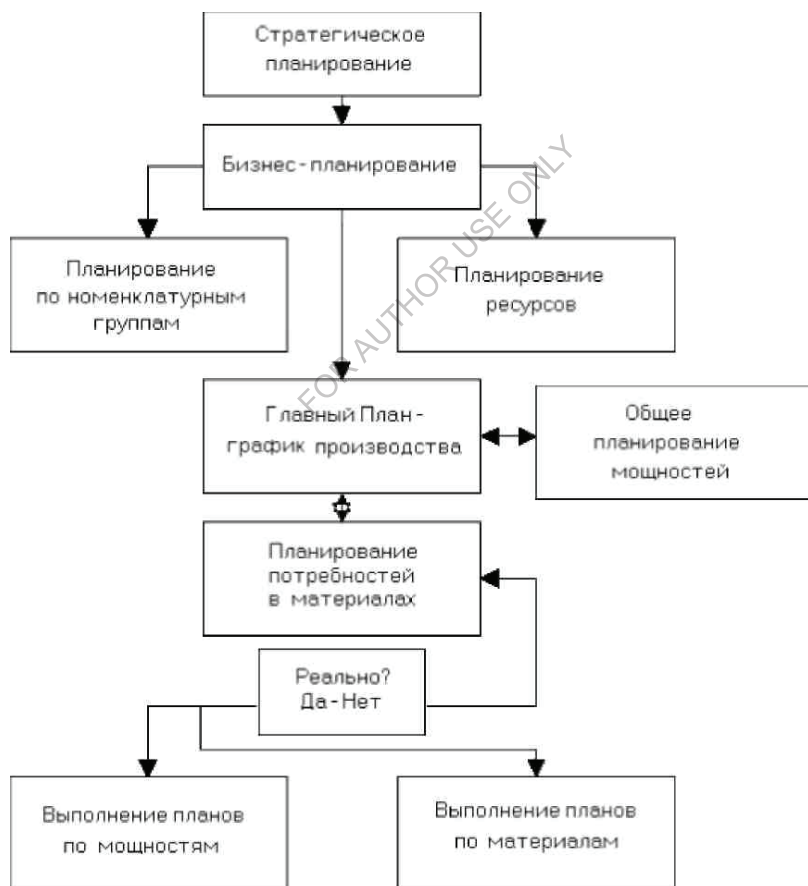 Стратегическое
планирование
Бизнес-планирование
Планирование
по номенклатурным
группам
Планирование
ресурсов
FOR AUTHOR USE ONLY
Главный План-
график производства
Общее
планирование
мощностей
Планирование
потребностей
в материалах
Реально?
Да-Нет
Выполнение планов
по мощностям
Выполнение планов
по материалам